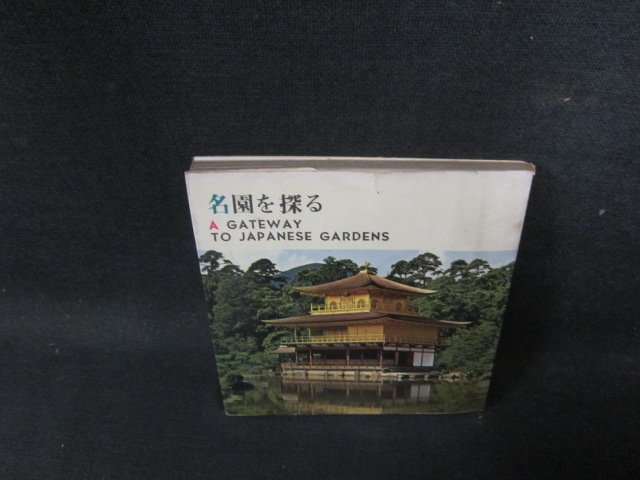 名園を探る
A GATEWAY
TO JAPANESE GARDENS